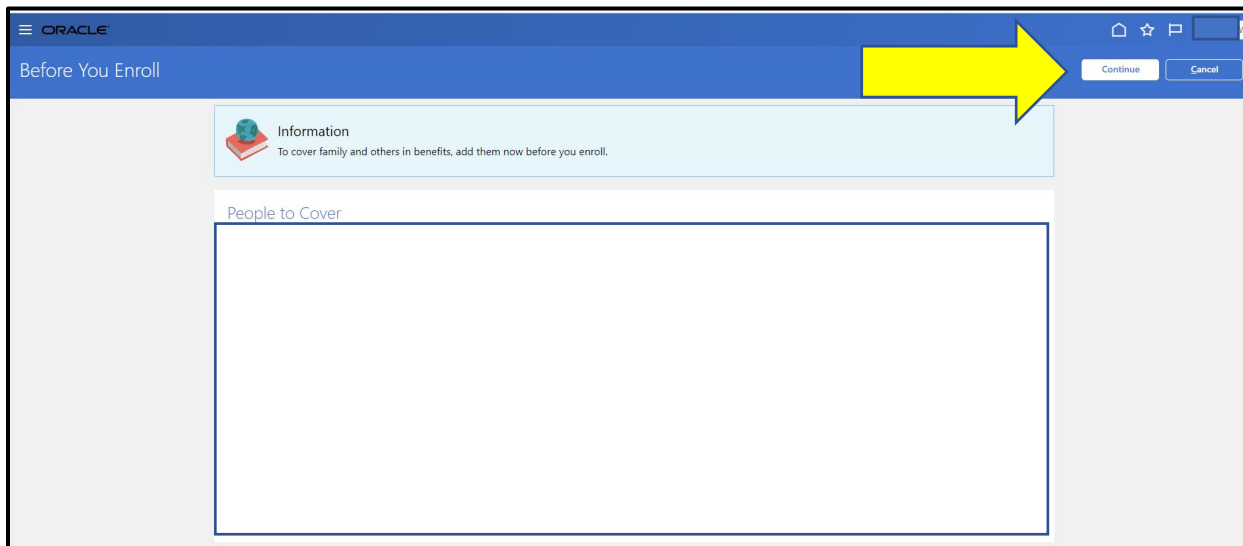 ORACLE
Before You Enroll
Continue
Cancel
Information
To cover family and others in benefits, add them now before you enroll.
People to Cover